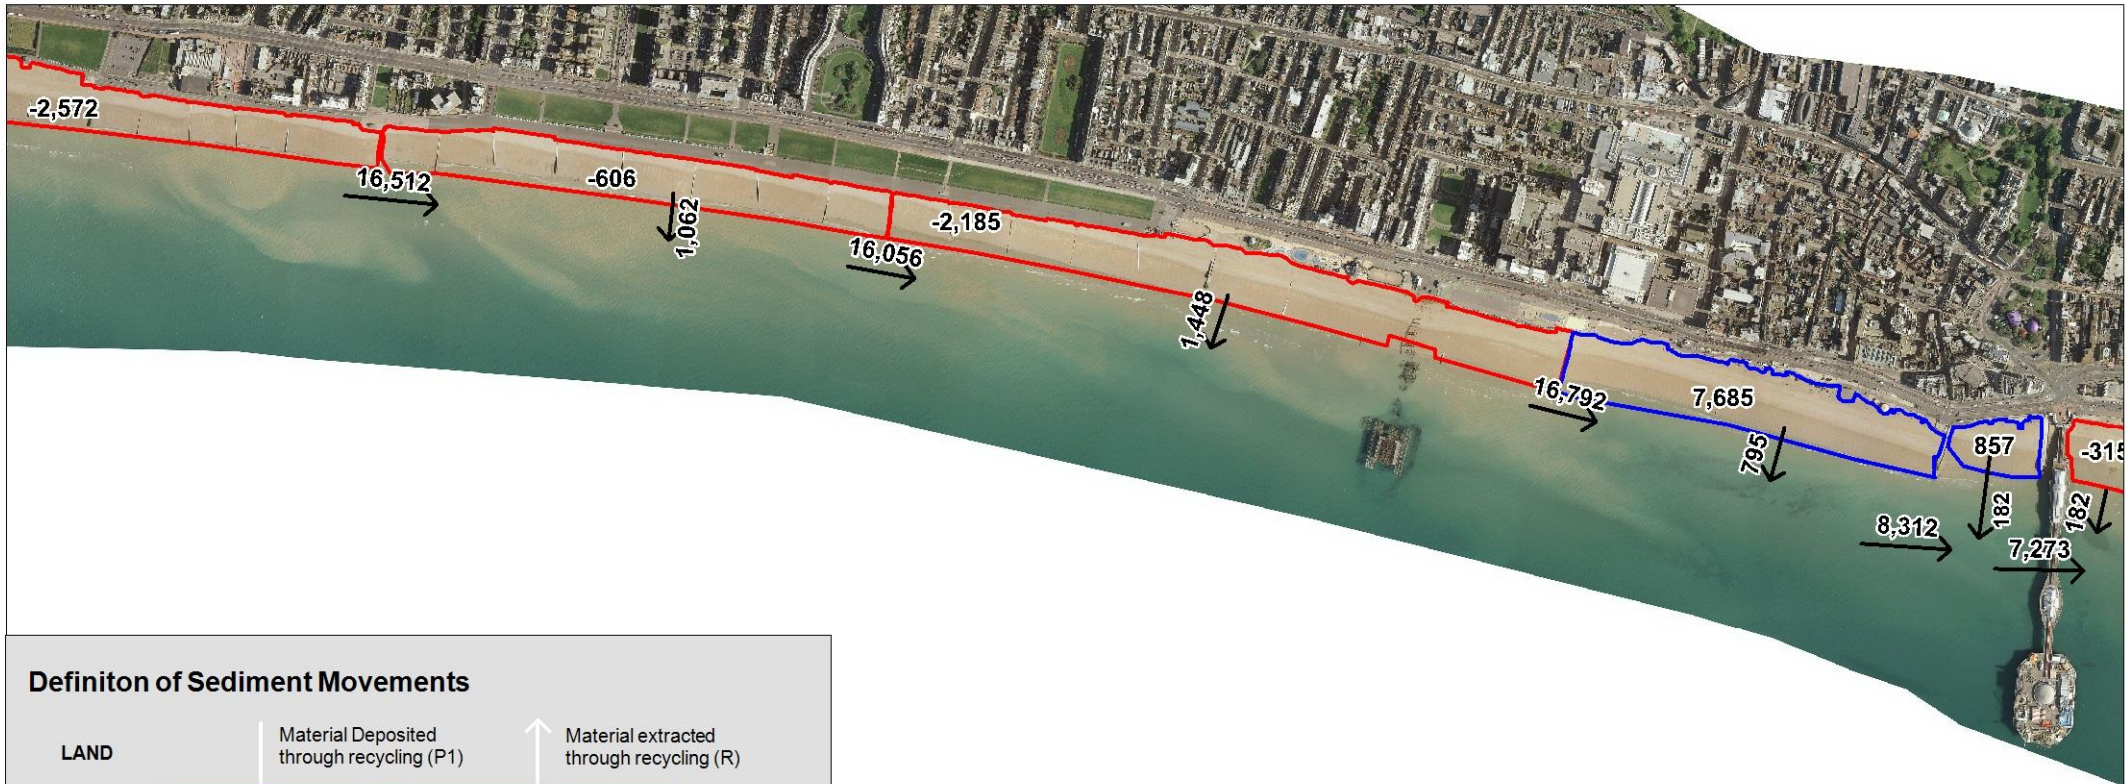 -2,572
16,512
-606
1,062
16,056
-2,185
1,448
16,792
7,685
795
857
-315
182
182
8,312
7,273
Definiton of Sediment Movements
LAND
Material Deposited
through recycling (P1)
Material extracted
through recycling (R)